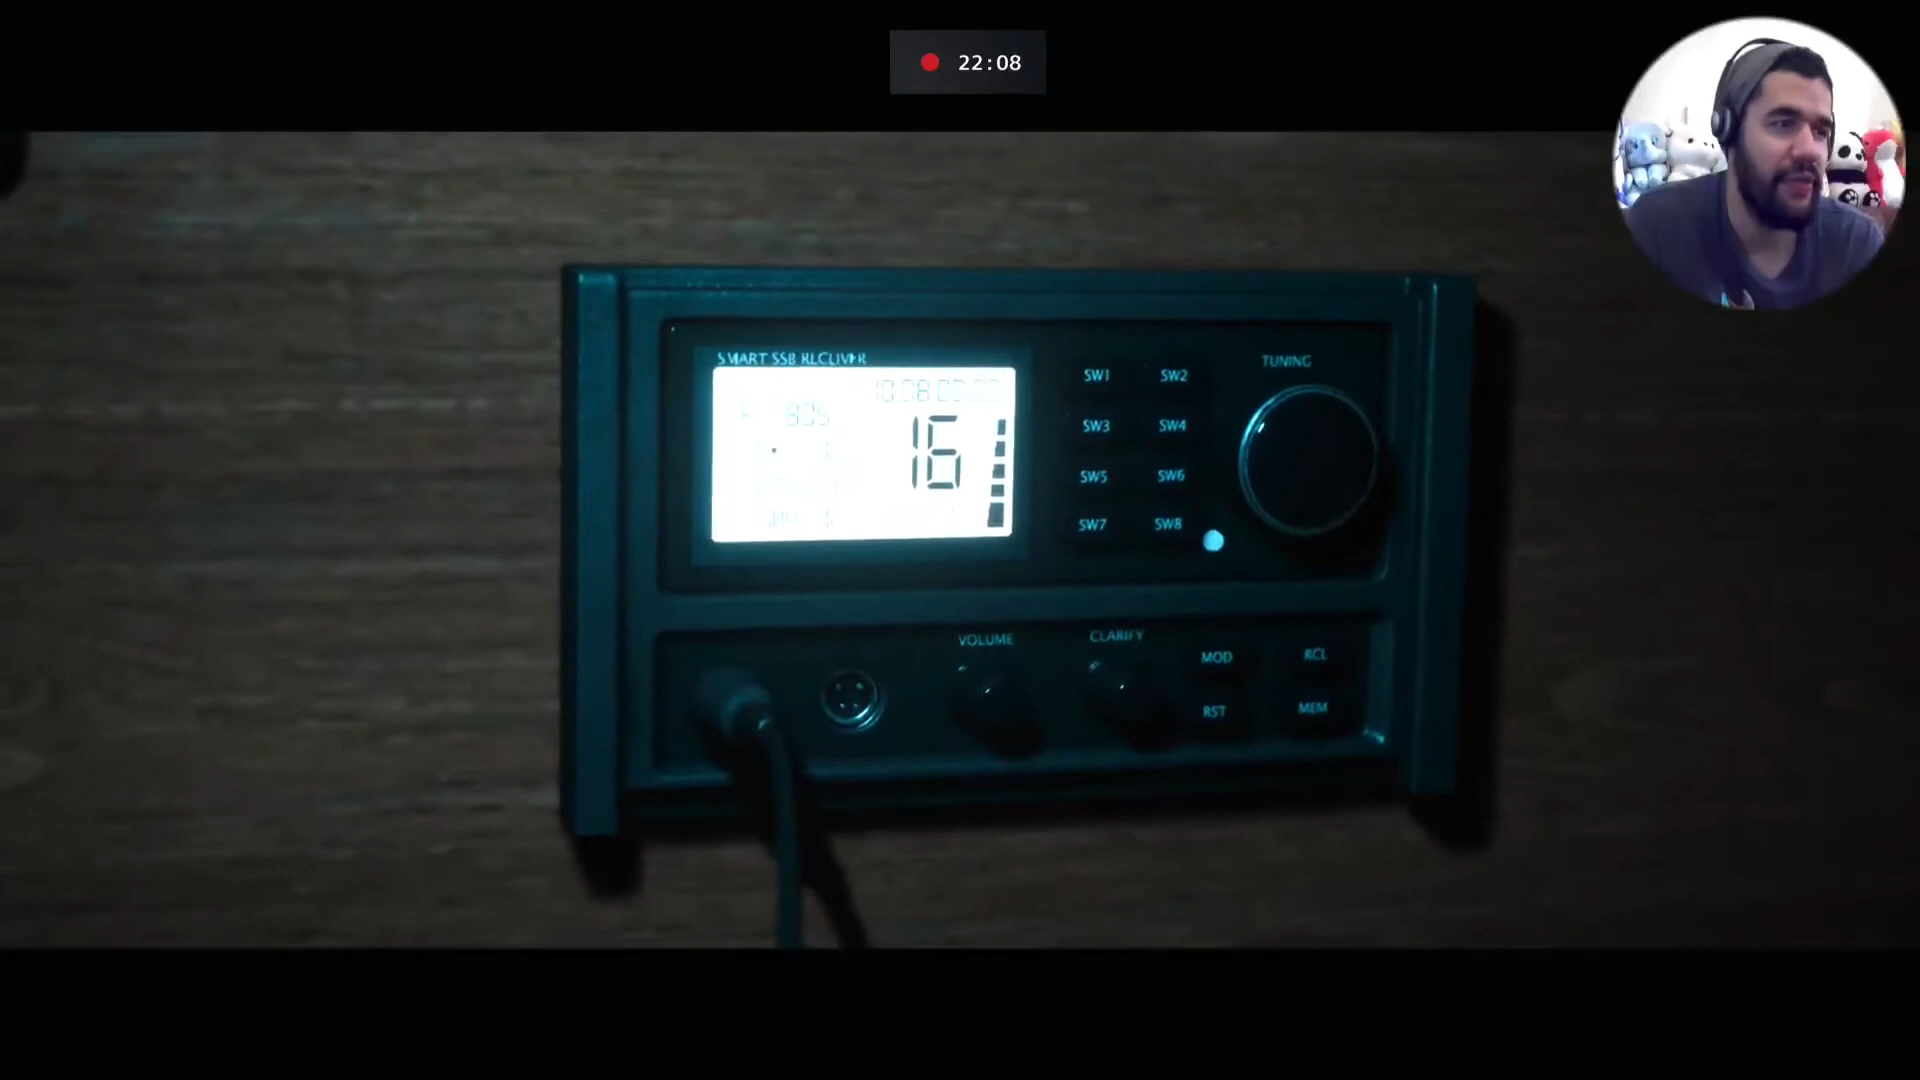 22:08
SMART SSB RECEIVER
16
SW1 SW2
SW3 SW4
SW5 SW6
SW7 SW8
TUNING
VOLUME
CLARIFY
MOD RCL
RST MEM